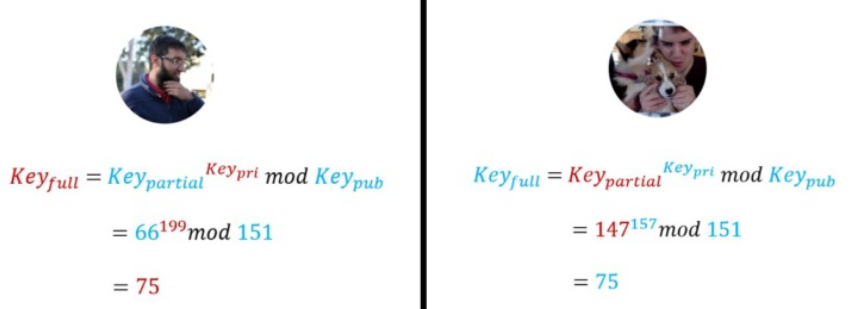 Key_full = Key_partial^Key_pri mod Key_pub
= 66^199 mod 151
= 75
Key_full = Key_partial^Key_pri mod Key_pub
= 147^157 mod 151
= 75